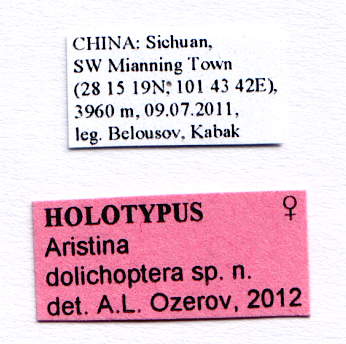 CHINA: Sichuan,
SW Mianning Town
(28 15 19N; 101 43 42E),
3960 m, 09.07.2011,
leg. Belousov, Kabak
HOLOTYPUS ♀
Aristina
dolichoptera sp. n.
det. A.L. Ozerov, 2012